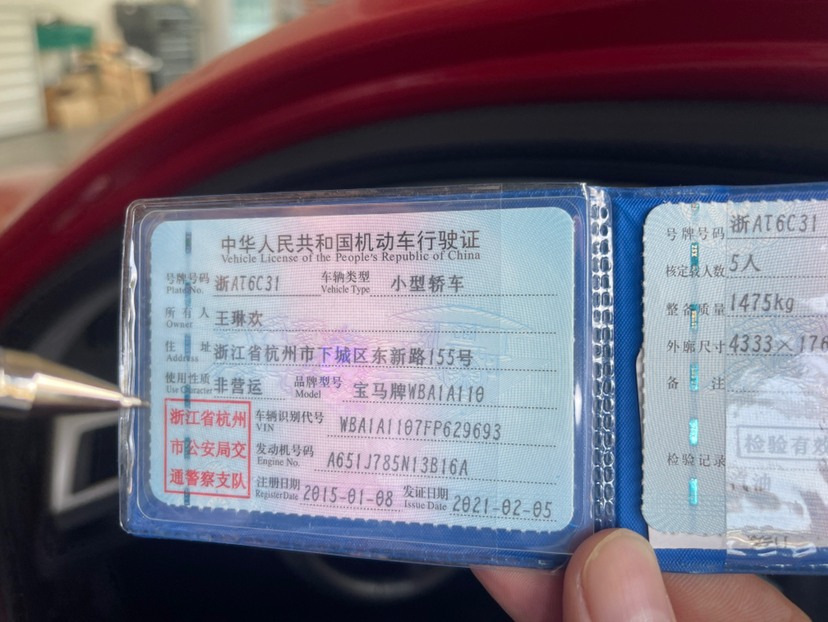 中华人民共和国机动车行驶证
Vehicle License of the People's Republic of China
号牌号码 浙AT6C31 车辆类型 小型轿车
Plate No. Vehicle Type
所有人 王琳欢
Owner
住址 浙江省杭州市下城区东新路155号
Address
使用性质 非营运 品牌型号 宝马牌WBA1A110
Use Character Model
浙江省杭州
市公安局交
通警察支队
车辆识别代号 WBA1A1107FP629693
VIN
发动机号码 A651J785N13B16A
Engine No.
注册日期 2015-01-08 发证日期 2021-02-05
Register Date Issue Date
号牌号码 浙AT6C31
核定载人数 5人
整备质量 1475kg
外廓尺寸 4333×176
备注
检验有效
检验记录